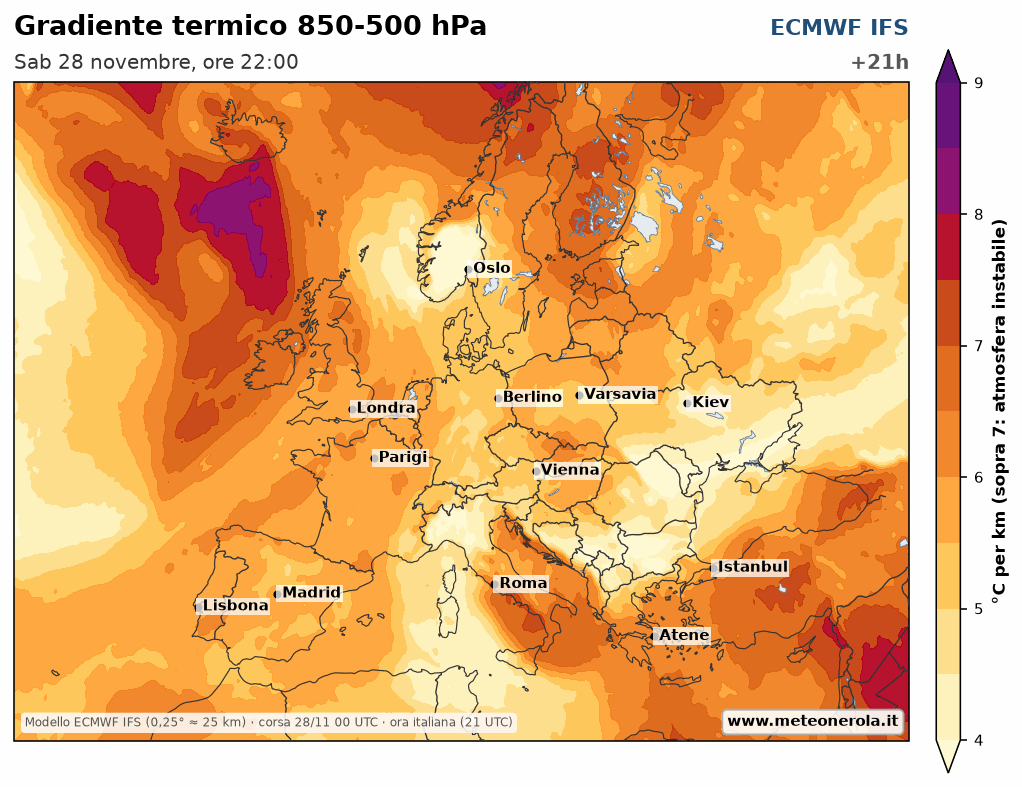 Gradiente termico 850-500 hPa
ECMWF IFS
Sab 28 novembre, ore 22:00
+21h
Oslo
Berlino
Varsavia
Kiev
Londra
Parigi
Vienna
Istanbul
Roma
Madrid
Lisbona
Atene
Modello ECMWF IFS (0,25° ≈ 25 km) · corsa 28/11 00 UTC · ora italiana (21 UTC)
www.meteonerola.it
9
8
7
6
5
4
°C per km (sopra 7: atmosfera instabile)